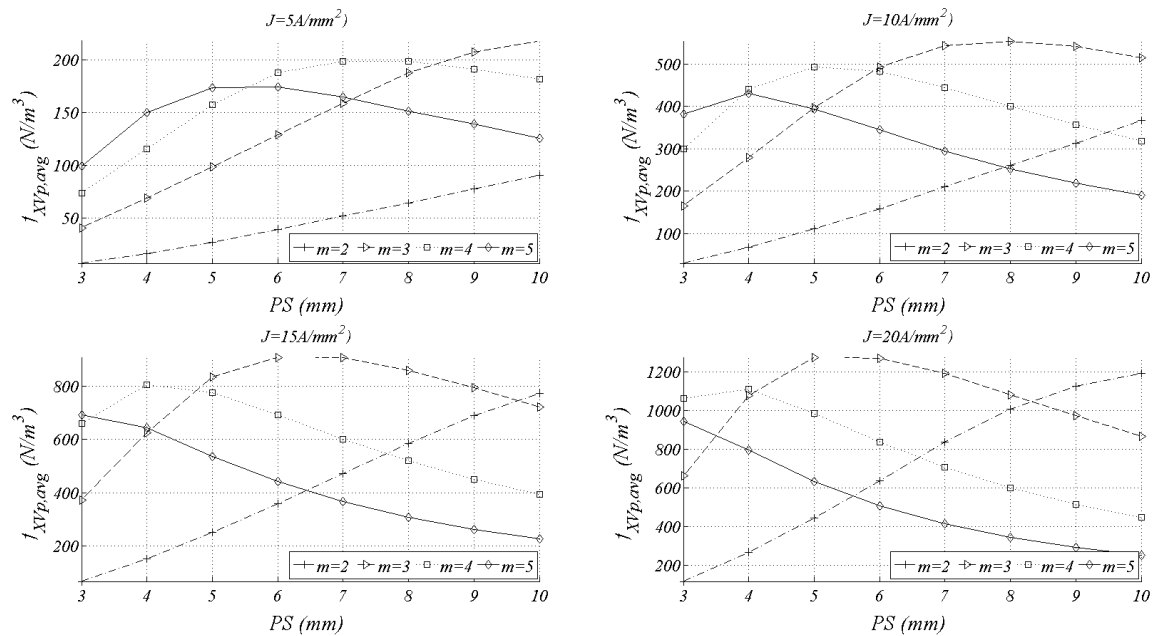 J=5A/mm²)
200
150
100
50
3 4 5 6 7 8 9 10
PS (mm)
f_XVp,avg (N/m³)
m=2 m=3 m=4 m=5
J=10A/mm²)
500
400
300
200
100
3 4 5 6 7 8 9 10
PS (mm)
f_XVp,avg (N/m³)
m=2 m=3 m=4 m=5
J=15A/mm²)
800
600
400
200
3 4 5 6 7 8 9 10
PS (mm)
f_XVp,avg (N/m³)
m=2 m=3 m=4 m=5
J=20A/mm²)
1200
1000
800
600
400
200
3 4 5 6 7 8 9 10
PS (mm)
f_XVp,avg (N/m³)
m=2 m=3 m=4 m=5